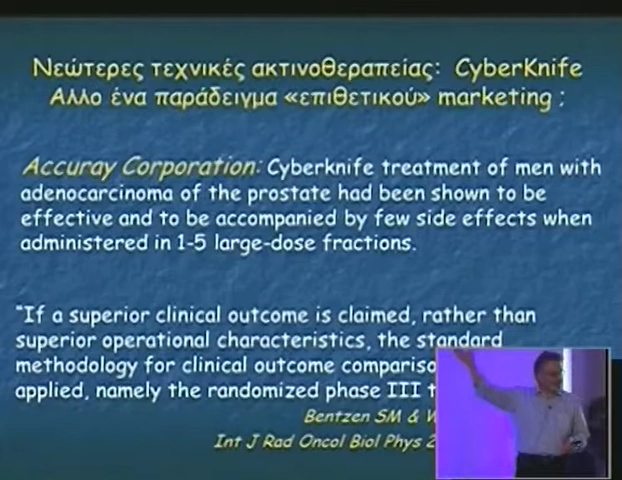 Νεώτερες τεχνικές ακτινοθεραπείας: CyberKnife
Αλλο ένα παράδειγμα «επιθετικού» marketing ;
Accuray Corporation: Cyberknife treatment of men with
adenocarcinoma of the prostate had been shown to be
effective and to be accompanied by few side effects when
administered in 1-5 large-dose fractions.
"If a superior clinical outcome is claimed, rather than
superior operational characteristics, the standard
methodology for clinical outcome
applied, namely the randomized phase III
Bentzen SM &
Int J Rad Oncol Biol Phys